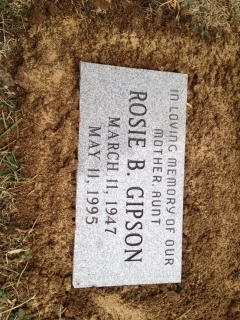 IN LOVING MEMORY OF OUR
MOTHER AUNT
ROSIE B. GIPSON
MARCH 11, 1947
MAY 11, 1995